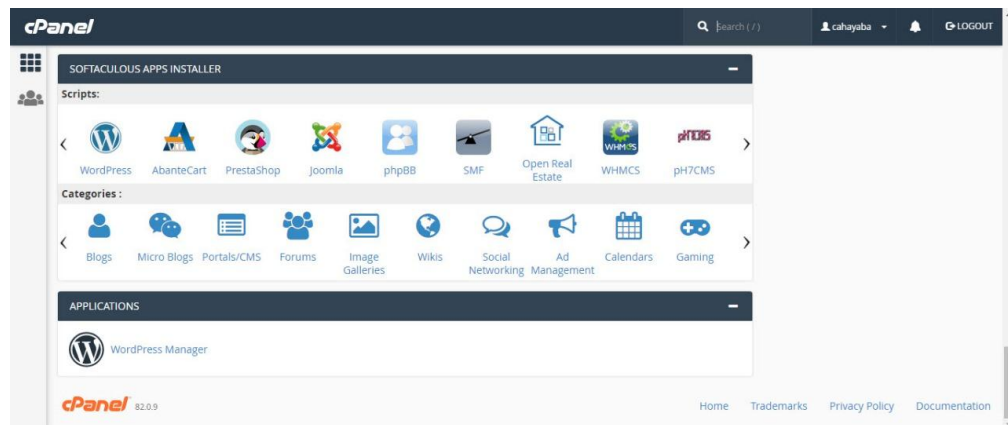 cPanel
Search ( / )
cahayaba
LOGOUT
SOFTACULOUS APPS INSTALLER
Scripts:
WordPress AbanteCart PrestaShop Joomla phpBB SMF Open Real Estate WHMCS pH7CMS
Categories :
Blogs Micro Blogs Portals/CMS Forums Image Galleries Wikis Social Networking Ad Management Calendars Gaming
APPLICATIONS
WordPress Manager
cPanel 82.0.9
Home Trademarks Privacy Policy Documentation